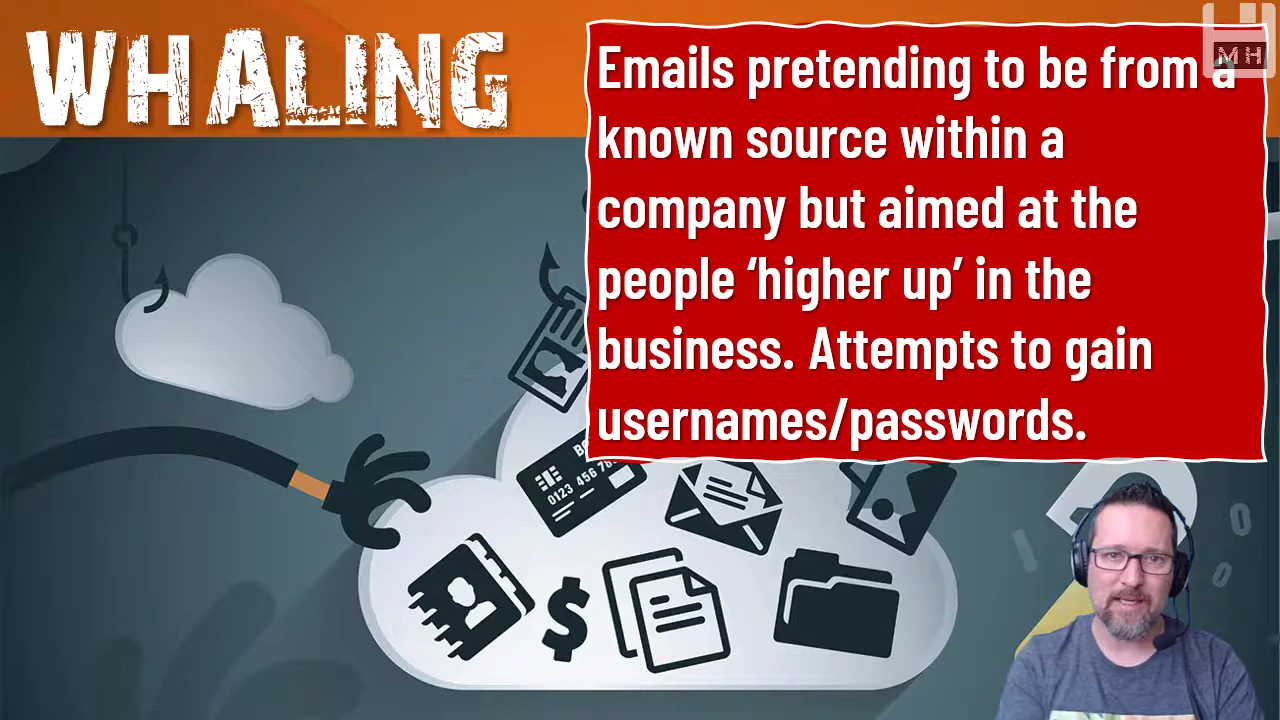 WHALING
MH
Emails pretending to be from a
known source within a
company but aimed at the
people ‘higher up’ in the
business. Attempts to gain
usernames/passwords.
0123 456 78